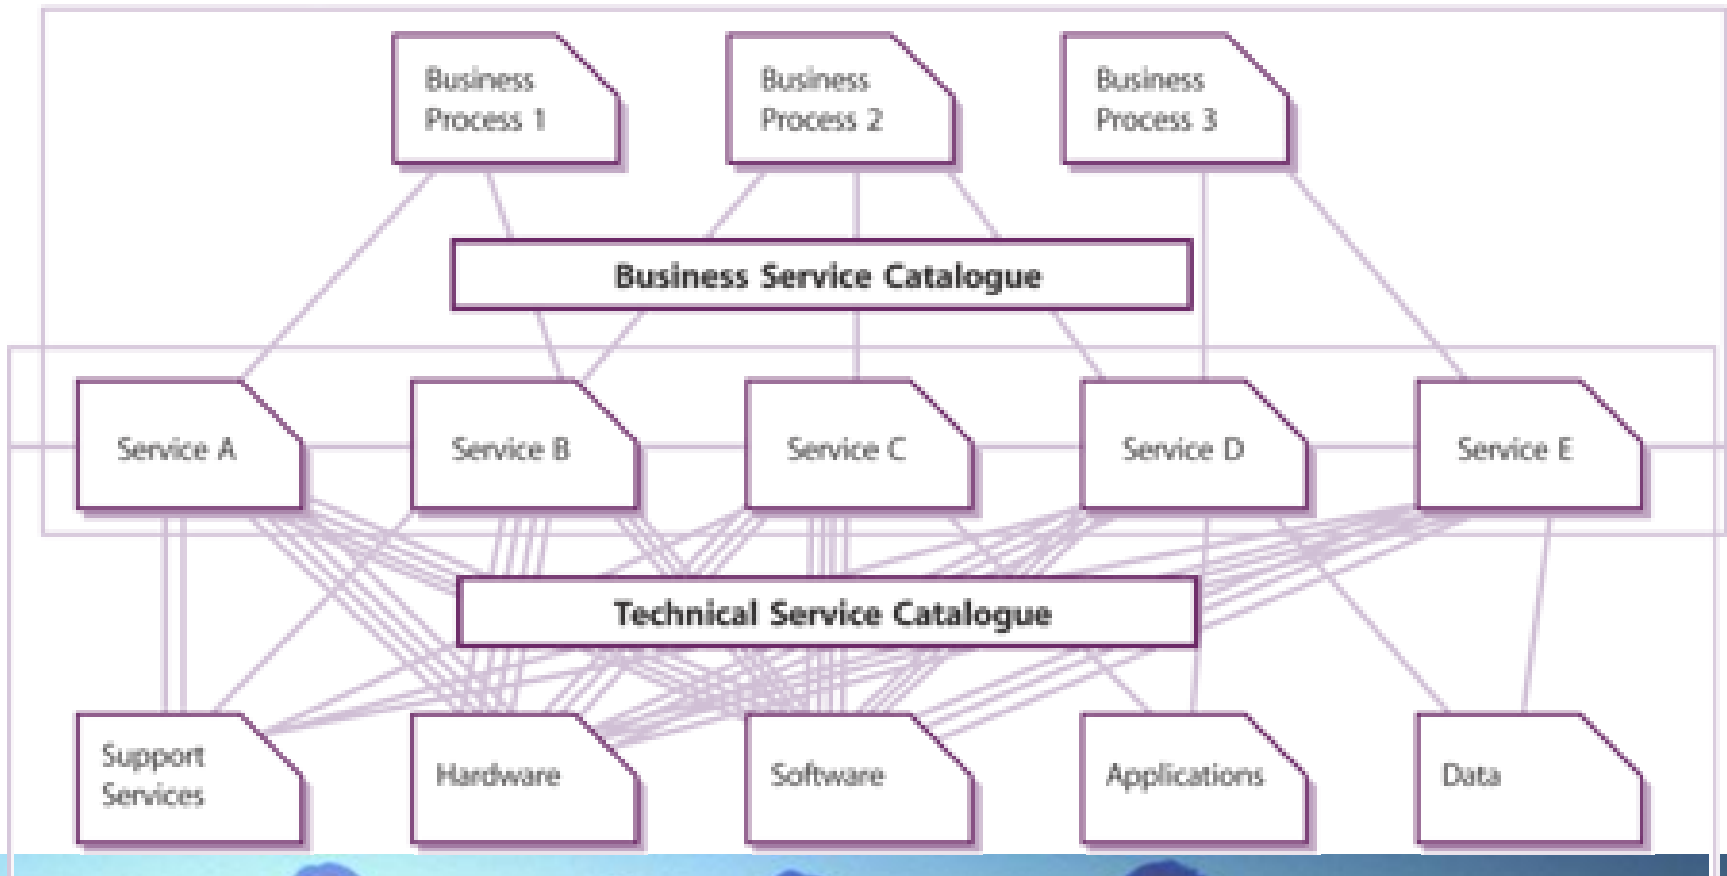 Business
Process 1
Business
Process 2
Business
Process 3
Business Service Catalogue
Service A
Service B
Service C
Service D
Service E
Technical Service Catalogue
Support
Services
Hardware
Software
Applications
Data